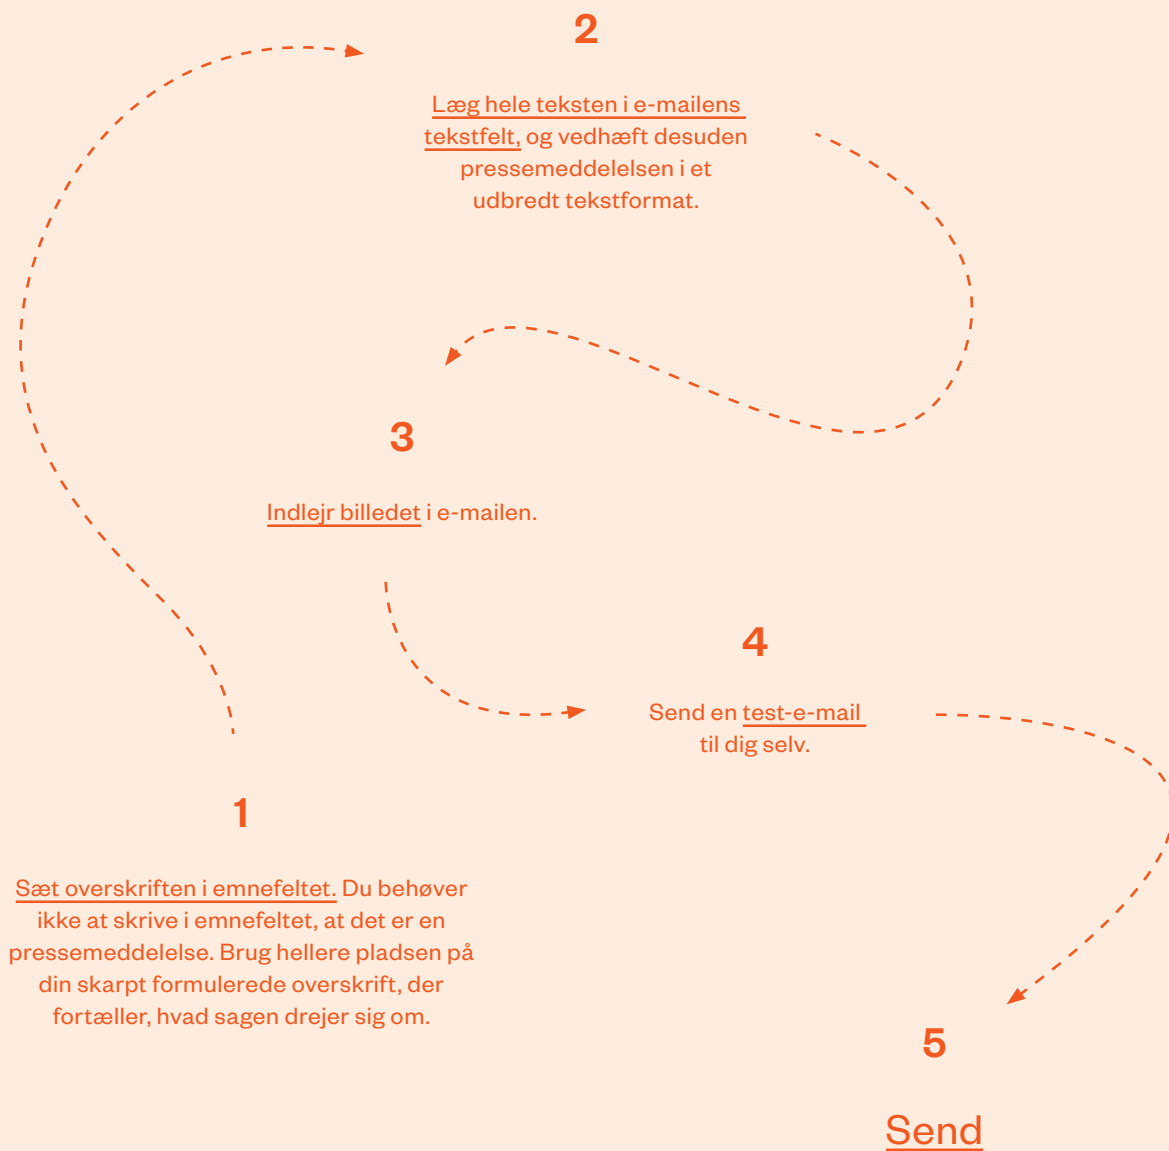 1
Sæt overskriften i emnefeltet. Du behøver
ikke at skrive i emnefeltet, at det er en
pressemeddelelse. Brug hellere pladsen på
din skarpt formulerede overskrift, der
fortæller, hvad sagen drejer sig om.
2
Læg hele teksten i e-mailens
tekstfelt, og vedhæft desuden
pressemeddelelsen i et
udbredt tekstformat.
3
Indlejr billedet i e-mailen.
4
Send en test-e-mail
til dig selv.
5
Send